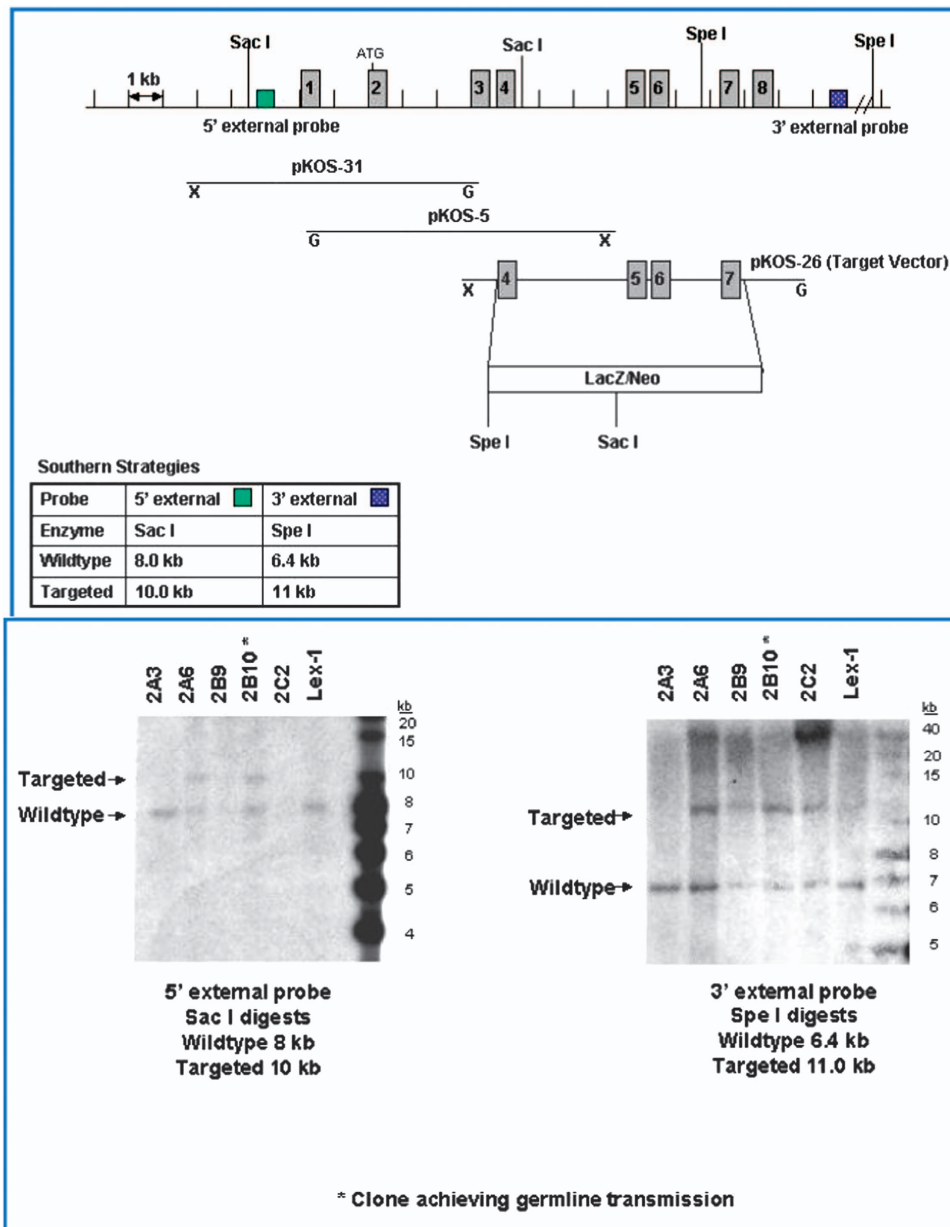 Sac I
ATG
Sac I
Spe I
Spe I
1 kb
1 2 3 4 5 6 7 8
5’ external probe
3’ external probe
pKOS-31
X G
pKOS-5
G X
pKOS-26 (Target Vector)
X 4 5 6 7 G
LacZ/Neo
Spe I Sac I
Southern Strategies
Probe 5’ external 3’ external
Enzyme Sac I Spe I
Wildtype 8.0 kb 6.4 kb
Targeted 10.0 kb 11 kb
2A3
2A6
2B9
2B10 *
2C2
Lex-1
kb
20
15
10
8
7
6
5
4
Targeted
Wildtype
5’ external probe
Sac I digests
Wildtype 8 kb
Targeted 10 kb
2A3
2A6
2B9
2B10 *
2C2
Lex-1
kb
40
20
15
10
8
7
6
5
Targeted
Wildtype
3’ external probe
Spe I digests
Wildtype 6.4 kb
Targeted 11.0 kb
* Clone achieving germline transmission